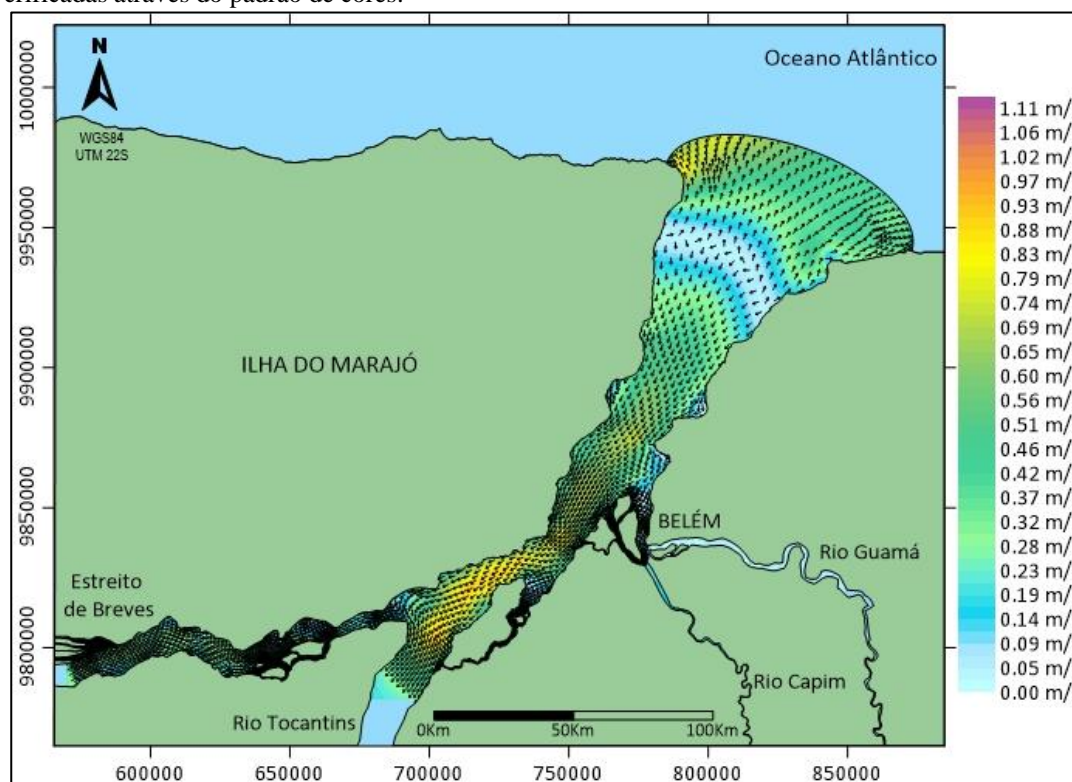 erificadas através do padrão de cores.
N
WGS84
UTM 22S
Oceano Atlântico
ILHA DO MARAJÓ
BELÉM
Rio Guamá
Estreito
de Breves
Rio Capim
Rio Tocantins
0Km
50Km
100Km
10000000
9950000
9900000
9850000
9800000
600000
650000
700000
750000
800000
850000
1.11 m/
1.06 m/
1.02 m/
0.97 m/
0.93 m/
0.88 m/
0.83 m/
0.79 m/
0.74 m/
0.69 m/
0.65 m/
0.60 m/
0.56 m/
0.51 m/
0.46 m/
0.42 m/
0.37 m/
0.32 m/
0.28 m/
0.23 m/
0.19 m/
0.14 m/
0.09 m/
0.05 m/
0.00 m/